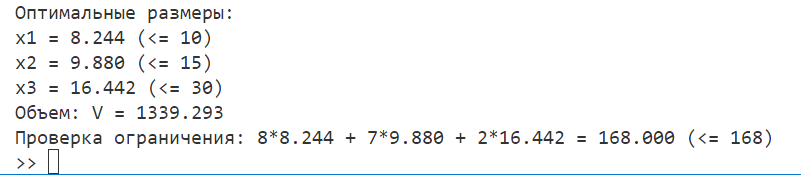 Оптимальные размеры:
x1 = 8.244 (<= 10)
x2 = 9.880 (<= 15)
x3 = 16.442 (<= 30)
Объем: V = 1339.293
Проверка ограничения: 8*8.244 + 7*9.880 + 2*16.442 = 168.000 (<= 168)
>>